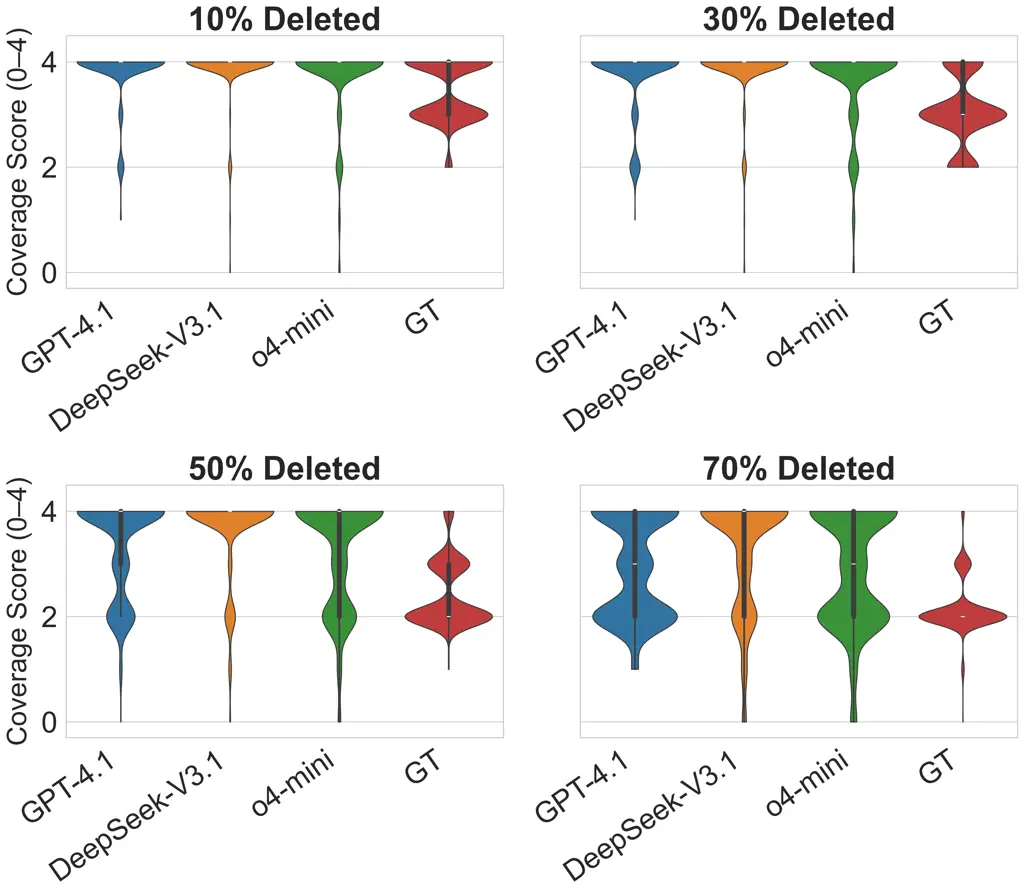 10% Deleted
30% Deleted
Coverage Score (0–4)
4
2
0
GPT-4.1
DeepSeek-V3.1
o4-mini
GT
GPT-4.1
DeepSeek-V3.1
o4-mini
GT
50% Deleted
70% Deleted
Coverage Score (0–4)
4
2
0
GPT-4.1
DeepSeek-V3.1
o4-mini
GT
GPT-4.1
DeepSeek-V3.1
o4-mini
GT